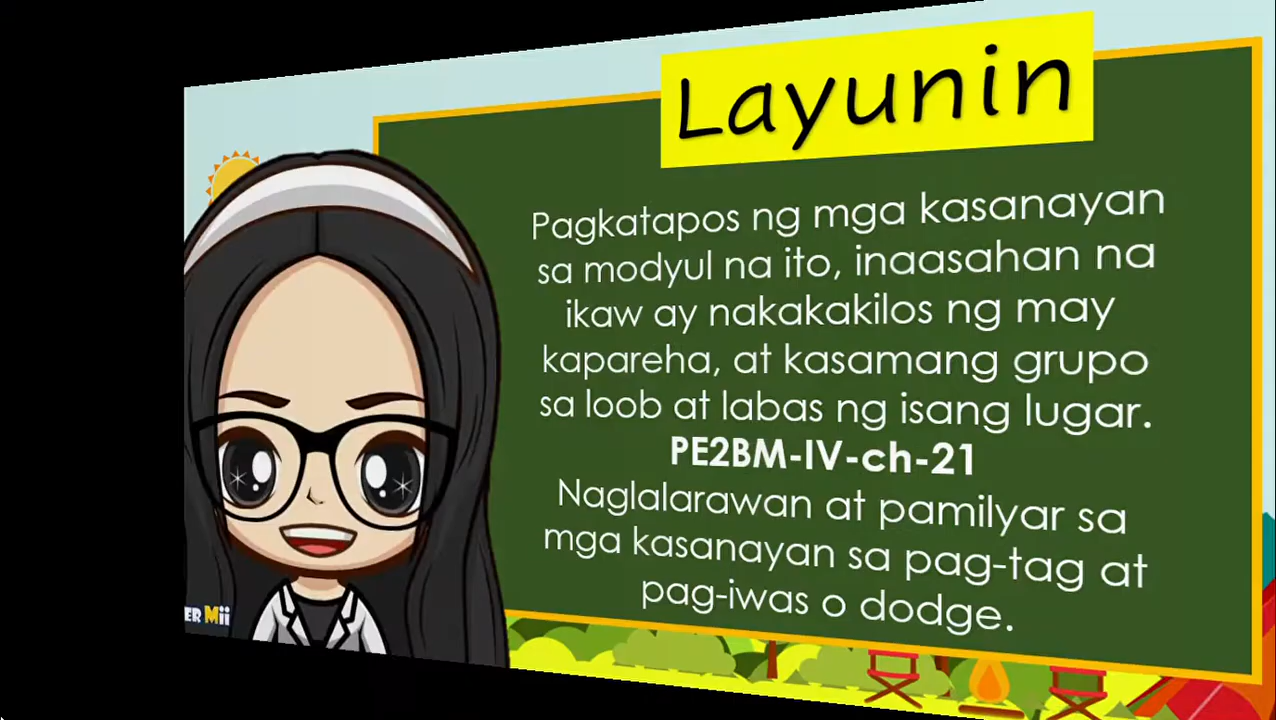 Layunin
Pagkatapos ng mga kasanayan
sa modyul na ito, inaasahan na
ikaw ay nakakakilos ng may
kapareha, at kasamang grupo
sa loob at labas ng isang lugar.
PE2BM-IV-ch-21
Naglalarawan at pamilyar sa
mga kasanayan sa pag-tag at
pag-iwas o dodge.
ER Mii